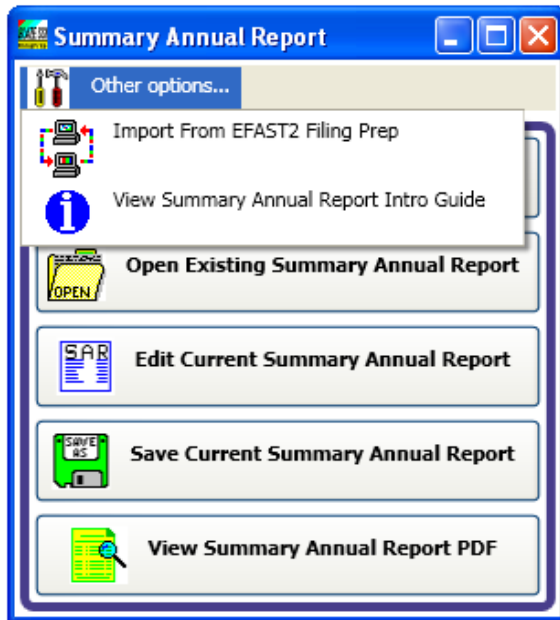 Summary Annual Report
Other options...
Import From EFAST2 Filing Prep
View Summary Annual Report Intro Guide
OPEN
Open Existing Summary Annual Report
SAR
Edit Current Summary Annual Report
SAVE
AS
Save Current Summary Annual Report
View Summary Annual Report PDF